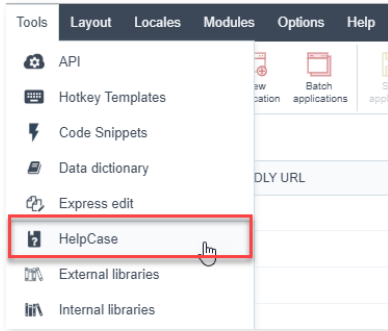 Tools Layout Locales Modules Options Help
API
Hotkey Templates
Code Snippets
Data dictionary
Express edit
HelpCase
External libraries
Internal libraries
Batch
applications
DLY URL